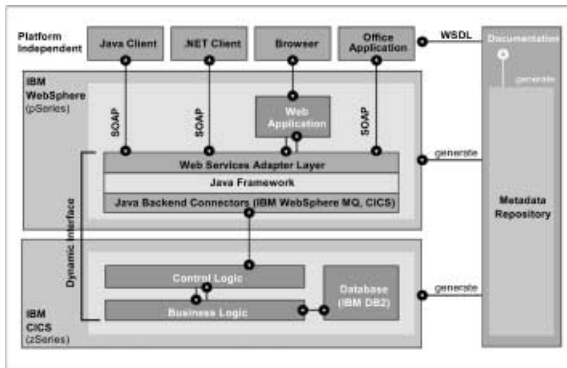 Platform
Independent
Java Client
.NET Client
Browser
Office
Application
WSDL
Documentation
generate
IBM
WebSphere
(pSeries)
SOAP
SOAP
SOAP
Web
Application
Web Services Adapter Layer
Java Framework
Java Backend Connectors (IBM WebSphere MQ, CICS)
generate
Metadata
Repository
Dynamic Interface
Control Logic
Business Logic
Database
(IBM DB2)
generate
IBM
CICS
(zSeries)